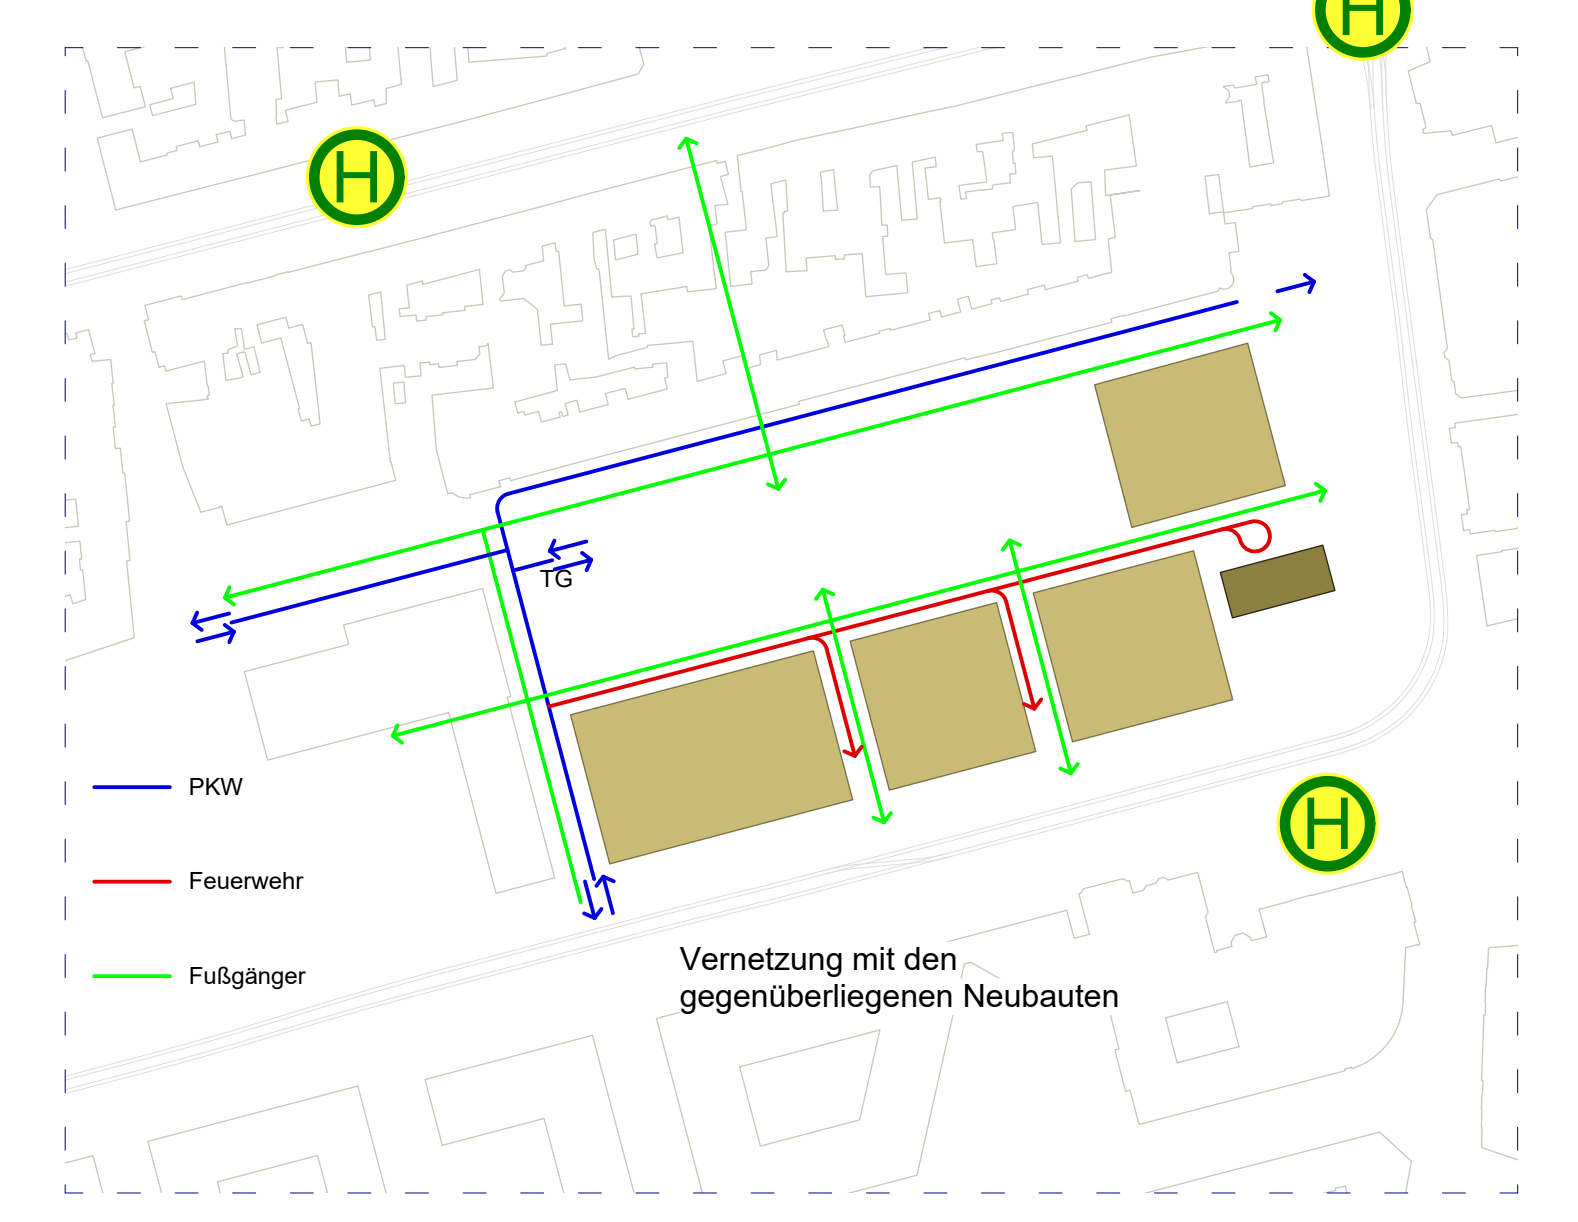 H
H
TG
PKW
H
Feuerwehr
Fußgänger
Vernetzung mit den
gegenüberliegenen Neubauten